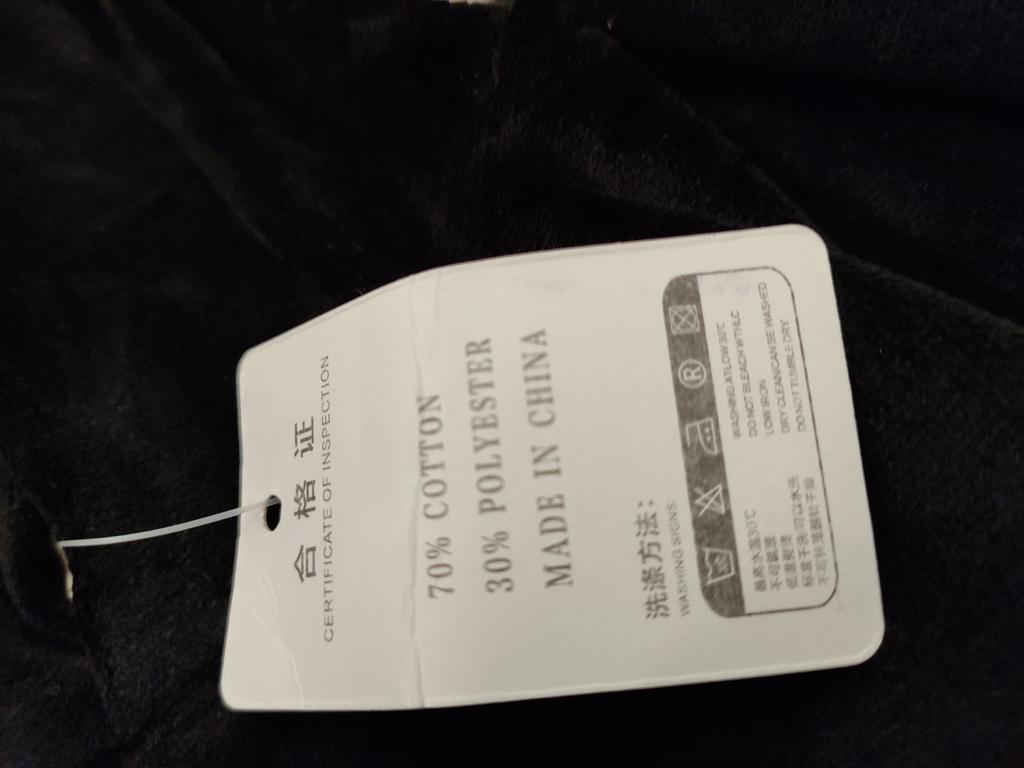 合格证
CERTIFICATE OF INSPECTION
70% COTTON
30% POLYESTER
MADE IN CHINA
洗涤方法：
WASHING SIGNS:
最高水温30℃
不可氯漂
低温熨烫
标准干洗/可以水洗
不可转笼翻转干燥
WASHING AT LOW 30℃
DO NOT BLEACH WITH LC
LOW IRON
DRY CLEAN/CAN BE WASHED
DO NOT TUMBLE DRY